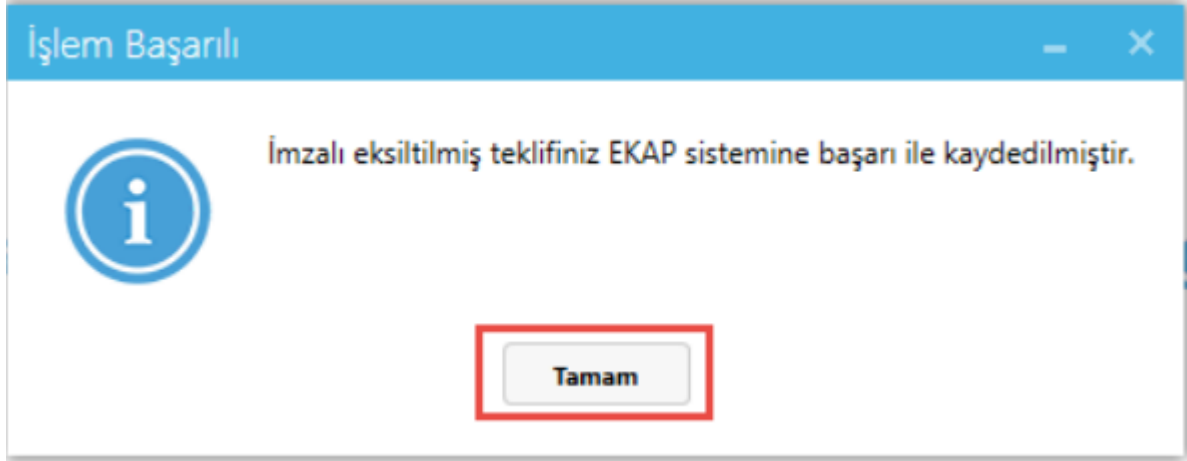 İşlem Başarılı
İmzalı eksiltilmiş teklifiniz EKAP sistemine başarı ile kaydedilmiştir.
Tamam